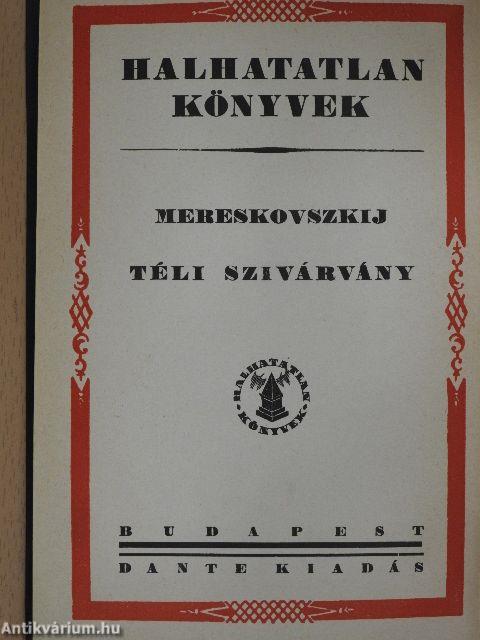 HALHATATLAN
KÖNYVEK
MERESKOVSZKIJ
TÉLI SZIVÁRVÁNY
HALHATATLAN
KÖNYVEK
BUDAPEST
DANTE KIADÁS
Antikvárium.hu